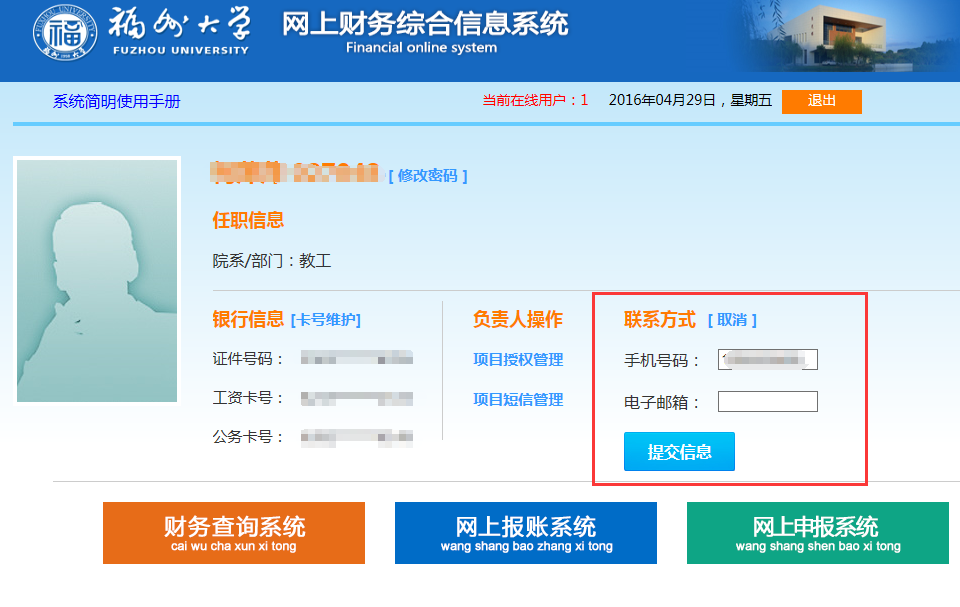 福州大学
FUZHOU UNIVERSITY
网上财务综合信息系统
Financial online system
系统简明使用手册
当前在线用户：1
2016年04月29日，星期五
退出
[ 修改密码 ]
任职信息
院系/部门：教工
银行信息 [卡号维护]
证件号码：
工资卡号：
公务卡号：
负责人操作
项目授权管理
项目短信管理
联系方式 [ 取消 ]
手机号码：
电子邮箱：
提交信息
财务查询系统
cai wu cha xun xi tong
网上报账系统
wang shang bao zhang xi tong
网上申报系统
wang shang shen bao xi tong